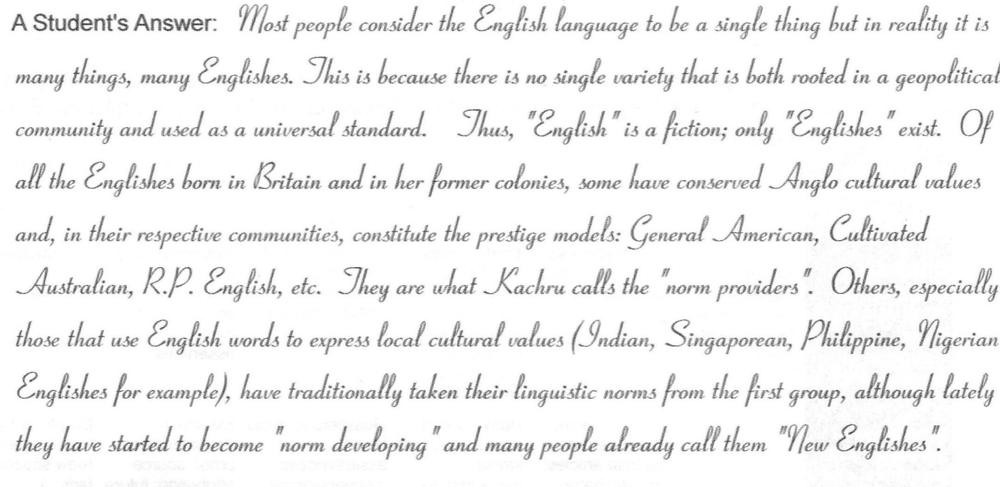 A Student's Answer: Most people consider the English language to be a single thing but in reality it is
many things, many Englishes. This is because there is no single variety that is both rooted in a geopolitical
community and used as a universal standard. Thus, "English" is a fiction; only "Englishes" exist. Of
all the Englishes born in Britain and in her former colonies, some have conserved Anglo cultural values
and, in their respective communities, constitute the prestige models: General American, Cultivated
Australian, R.P. English, etc. They are what Kachru calls the "norm providers". Others, especially
those that use English words to express local cultural values (Indian, Singaporean, Philippine, Nigerian
Englishes for example), have traditionally taken their linguistic norms from the first group, although lately
they have started to become "norm developing" and many people already call them "New Englishes".